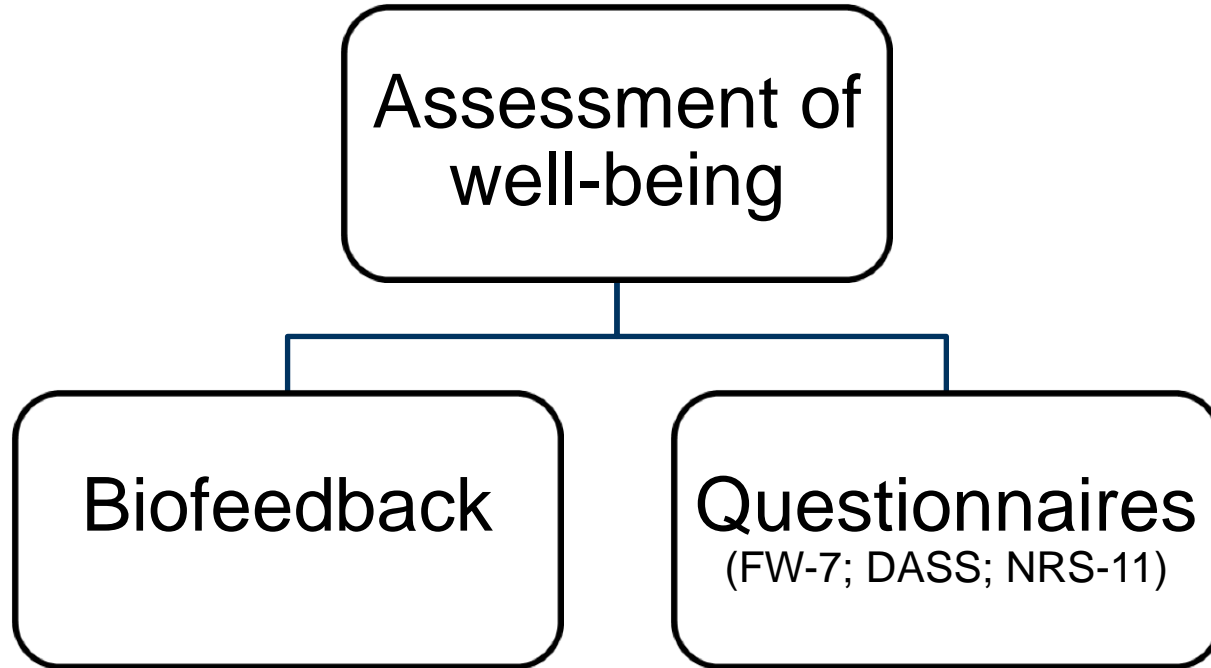 Assessment of
well-being
Biofeedback
Questionnaires
(FW-7; DASS; NRS-11)